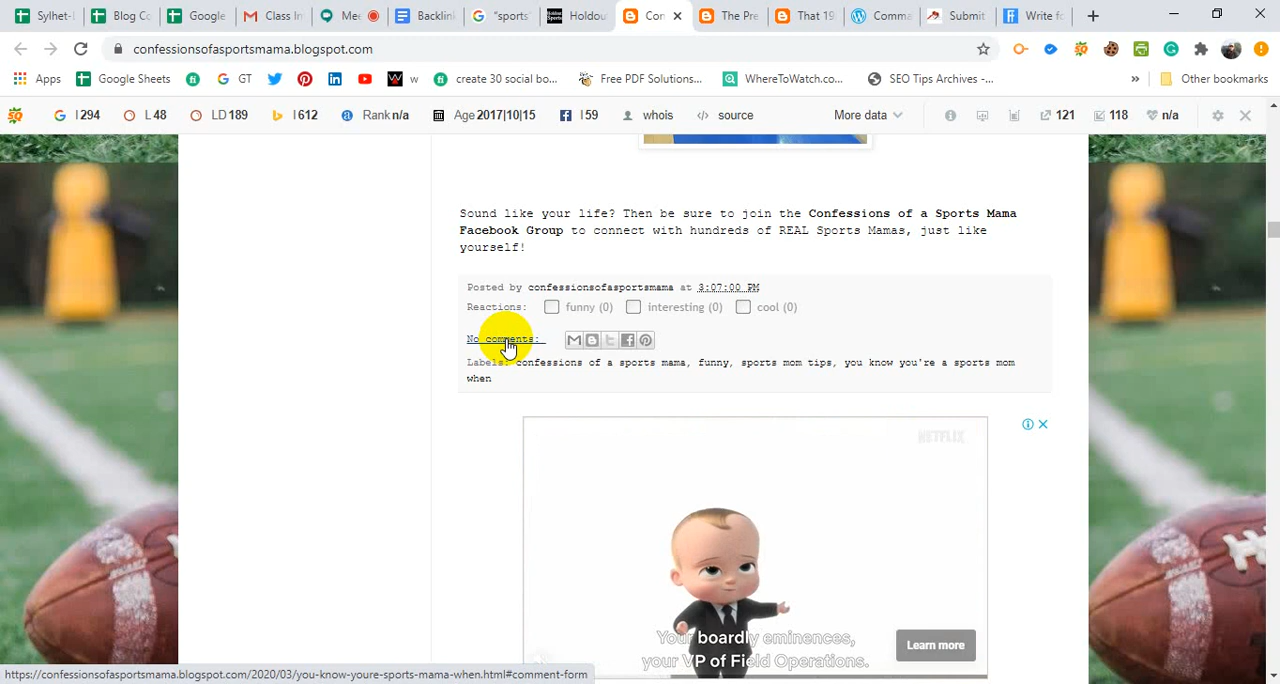 Sylhet- Blog Co Google Class In Mee Backlin "sports" Holdou Con The Pre That 19 Comma Submit Write fo
confessionsofasportsmama.blogspot.com
Apps Google Sheets GT w create 30 social bo... Free PDF Solutions... WhereToWatch.co... SEO Tips Archives -... » Other bookmarks
I 294 L 48 LD 189 I 612 Rank n/a Age 2017|10|15 I 59 whois source More data 121 118 n/a
Sound like your life? Then be sure to join the Confessions of a Sports Mama
Facebook Group to connect with hundreds of REAL Sports Mamas, just like
yourself!
Posted by confessionsofasportsmama at 3:07:00 PM
Reactions: funny (0) interesting (0) cool (0)
No comments:
Labels: confessions of a sports mama, funny, sports mom tips, you know you're a sports mom
when
NETFLIX
Your boardly eminences,
your VP of Field Operations.
Learn more
https://confessionsofasportsmama.blogspot.com/2020/03/you-know-youre-sports-mama-when.html#comment-form